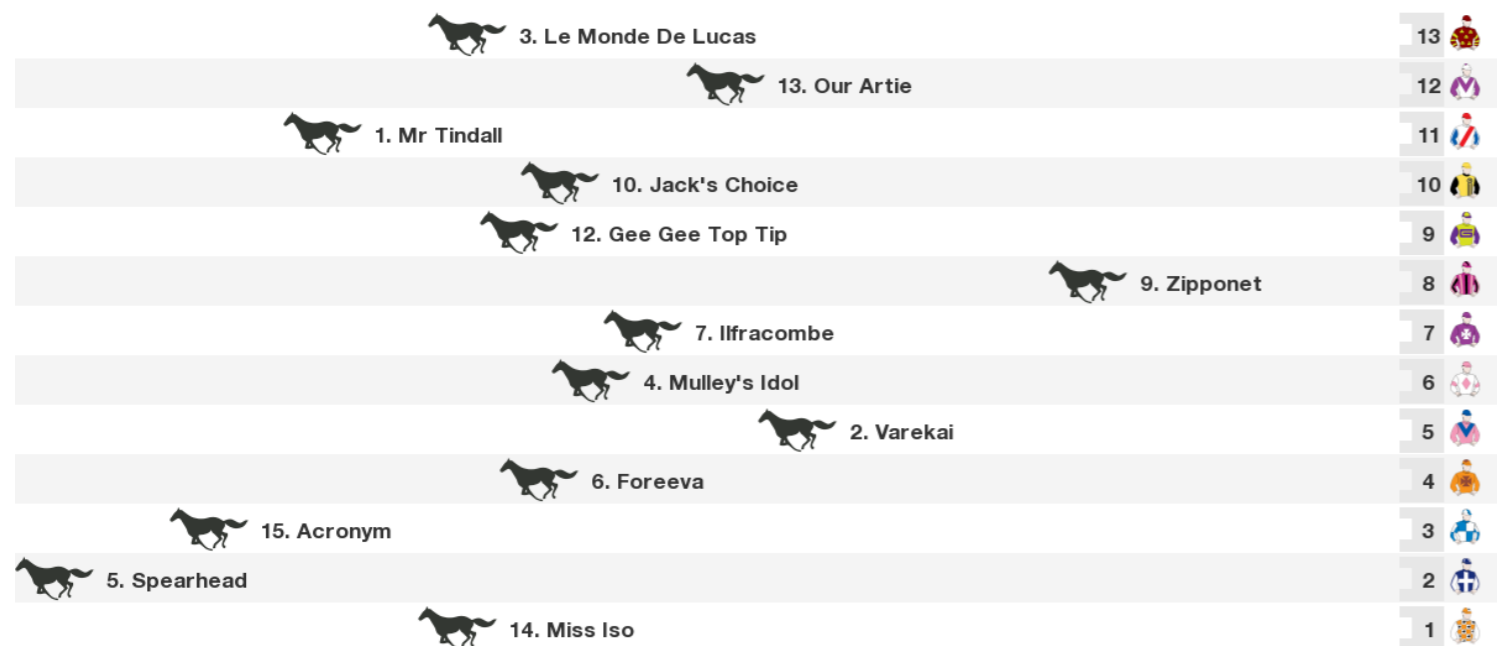 3. Le Monde De Lucas 13
13. Our Artie 12
1. Mr Tindall 11
10. Jack's Choice 10
12. Gee Gee Top Tip 9
9. Zipponet 8
7. Ilfracombe 7
4. Mulley's Idol 6
2. Varekai 5
6. Foreeva 4
15. Acronym 3
5. Spearhead 2
14. Miss Iso 1